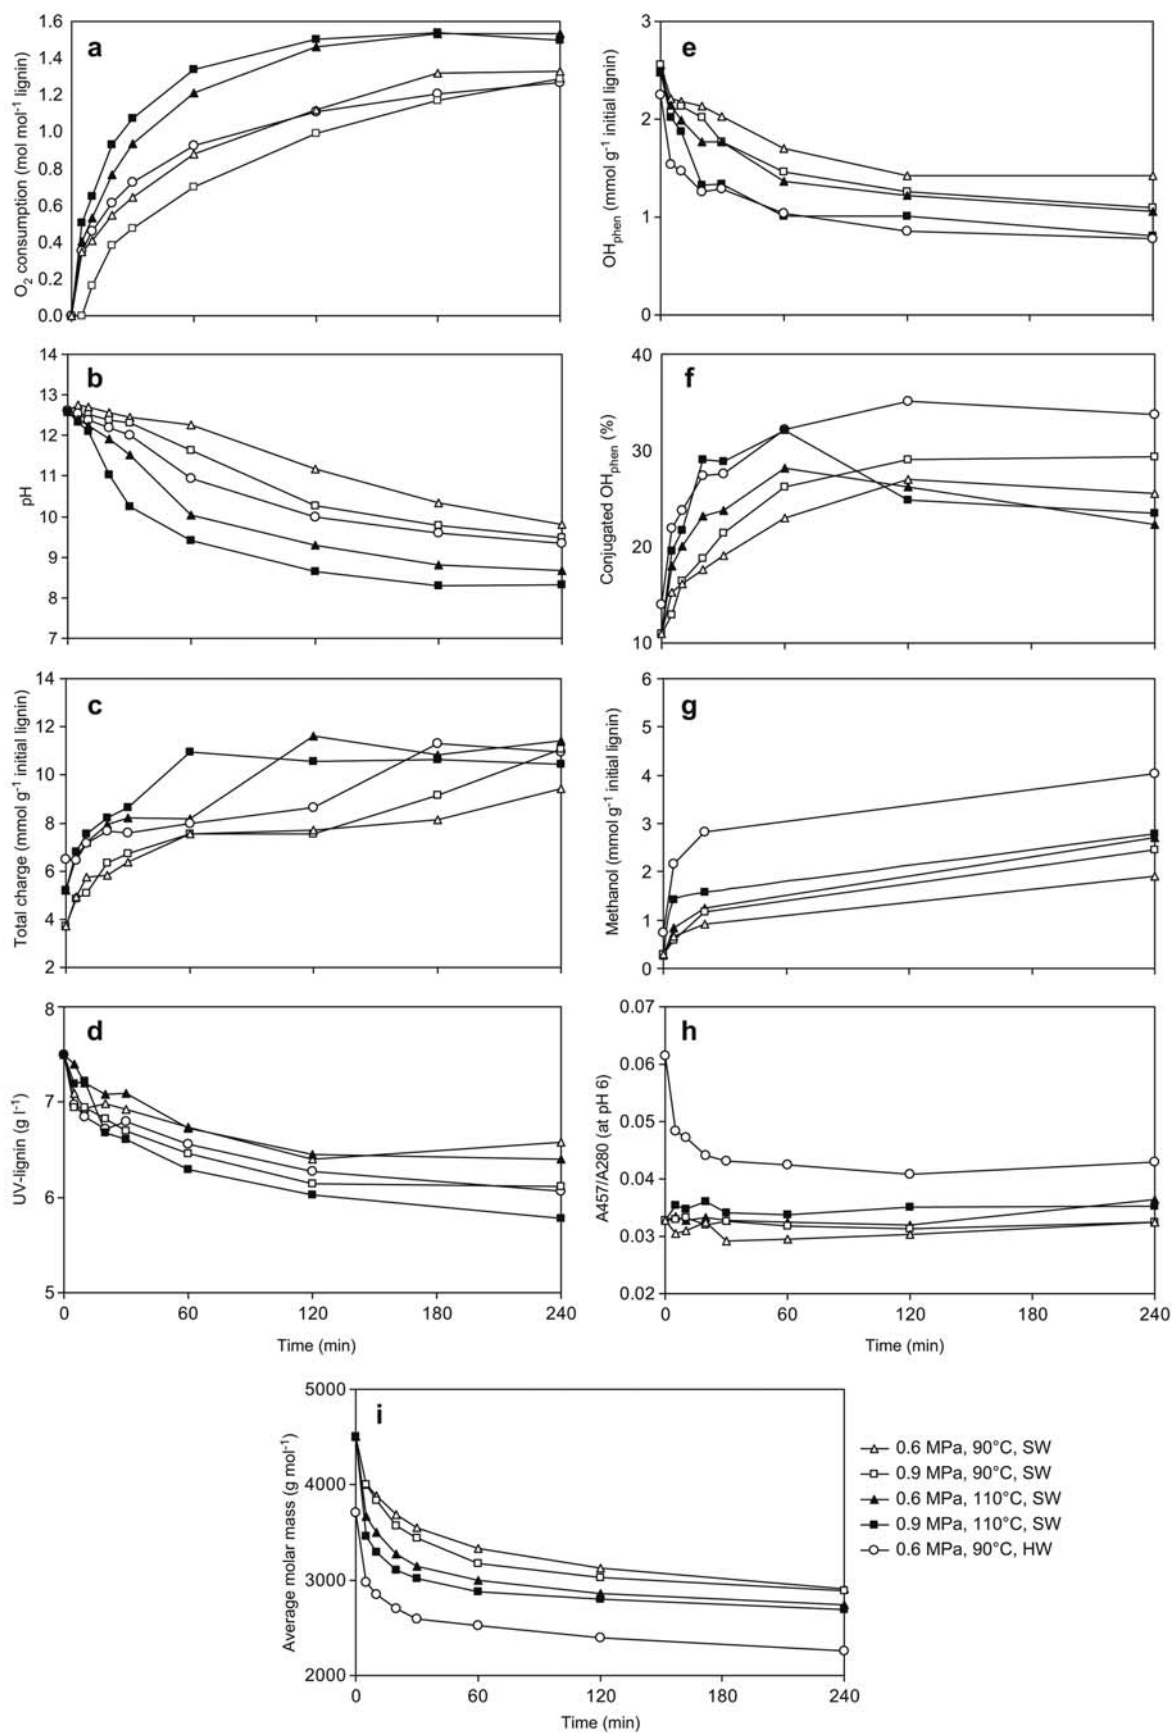 a
O2 consumption (mol mol-1 lignin)
1.6
1.4
1.2
1.0
0.8
0.6
0.4
0.2
0.0
b
pH
14
13
12
11
10
9
8
7
c
Total charge (mmol g-1 initial lignin)
14
12
10
8
6
4
2
d
UV-lignin (g l-1)
8
7
6
5
0 60 120 180 240
Time (min)
e
OHphen (mmol g-1 initial lignin)
3
2
1
0
f
Conjugated OHphen (%)
40
30
20
10
g
Methanol (mmol g-1 initial lignin)
6
5
4
3
2
1
0
h
A457/A280 (at pH 6)
0.07
0.06
0.05
0.04
0.03
0.02
0 60 120 180 240
Time (min)
i
Average molar mass (g mol-1)
5000
4000
3000
2000
0 60 120 180 240
Time (min)
0.6 MPa, 90°C, SW
0.9 MPa, 90°C, SW
0.6 MPa, 110°C, SW
0.9 MPa, 110°C, SW
0.6 MPa, 90°C, HW